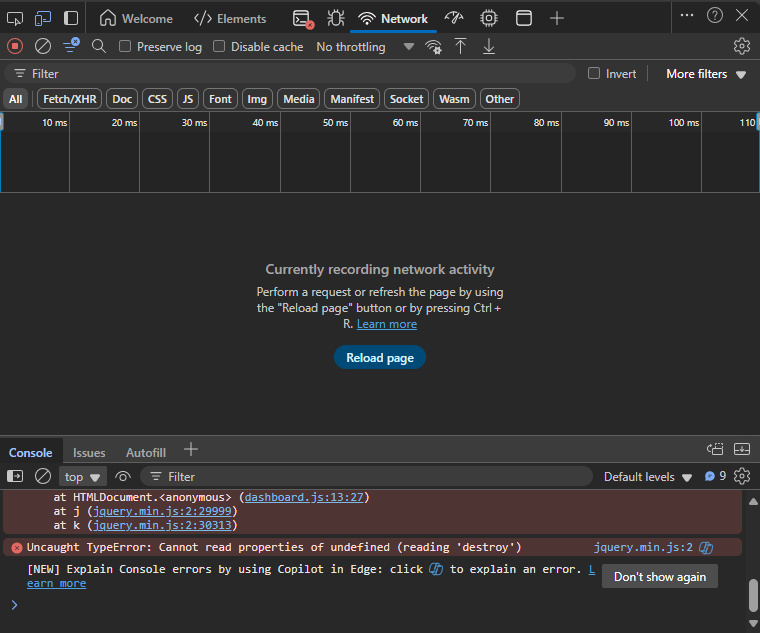 Welcome Elements Network
Preserve log Disable cache No throttling
Filter Invert More filters
All Fetch/XHR Doc CSS JS Font Img Media Manifest Socket Wasm Other
10 ms 20 ms 30 ms 40 ms 50 ms 60 ms 70 ms 80 ms 90 ms 100 ms 110
Currently recording network activity
Perform a request or refresh the page by using
the "Reload page" button or by pressing Ctrl +
R. Learn more
Reload page
Console Issues Autofill
top Filter Default levels 9
at HTMLDocument.<anonymous> (dashboard.js:13:27)
at j (jquery.min.js:2:29999)
at k (jquery.min.js:2:30313)
Uncaught TypeError: Cannot read properties of undefined (reading 'destroy') jquery.min.js:2
[NEW] Explain Console errors by using Copilot in Edge: click to explain an error. L
earn more
Don't show again